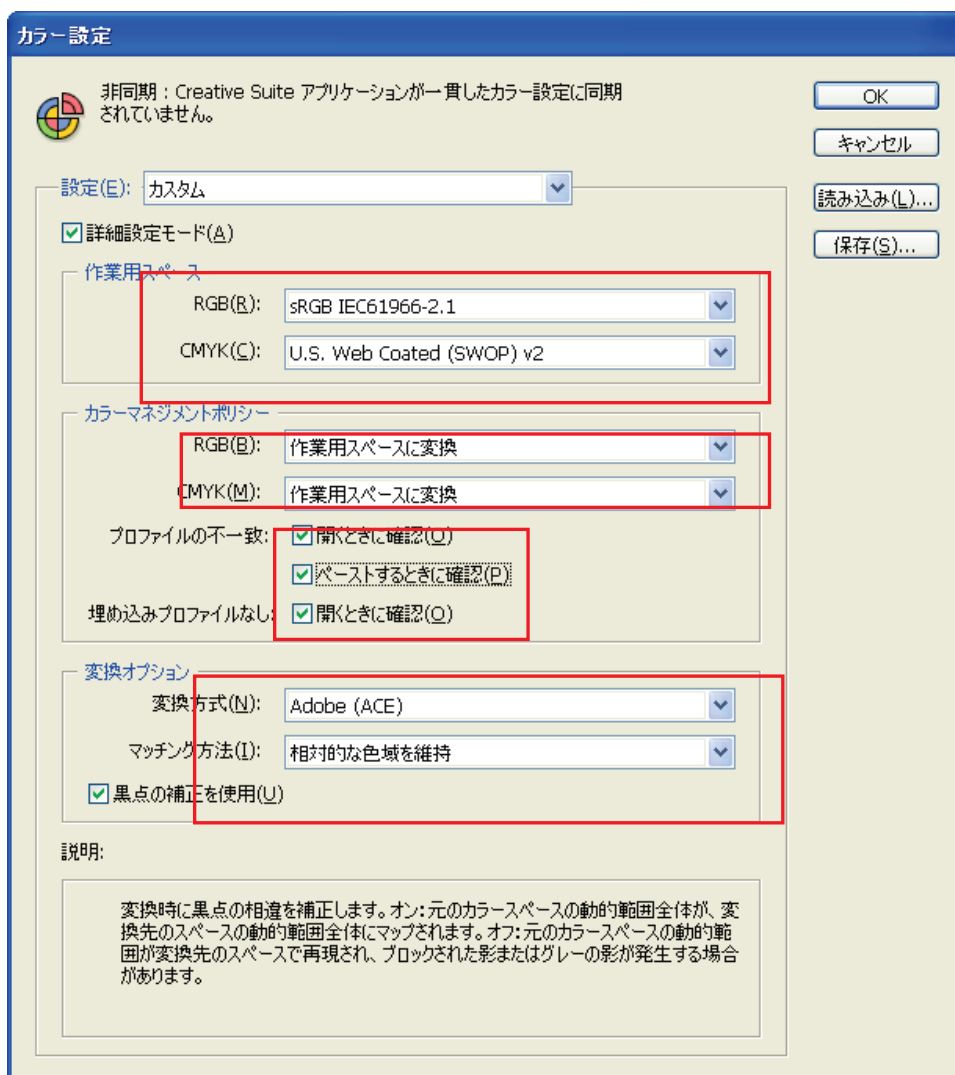 カラー設定
非同期：Creative Suite アプリケーションが一貫したカラー設定に同期
されていません。
OK
キャンセル
読み込み(L)...
保存(S)...
設定(E): カスタム
詳細設定モード(A)
作業用スペース
RGB(R): sRGB IEC61966-2.1
CMYK(C): U.S. Web Coated (SWOP) v2
カラーマネジメントポリシー
RGB(B): 作業用スペースに変換
CMYK(M): 作業用スペースに変換
プロファイルの不一致: 開くときに確認(O)
ペーストするときに確認(P)
埋め込みプロファイルなし: 開くときに確認(O)
変換オプション
変換方式(N): Adobe (ACE)
マッチング方法(I): 相対的な色域を維持
黒点の補正を使用(U)
説明:
変換時に黒点の相違を補正します。オン：元のカラースペースの動的範囲全体が、変
換先のスペースの動的範囲全体にマップされます。オフ：元のカラースペースの動的範
囲が変換先のスペースで再現され、ブロックされた影またはグレーの影が発生する場合
があります。